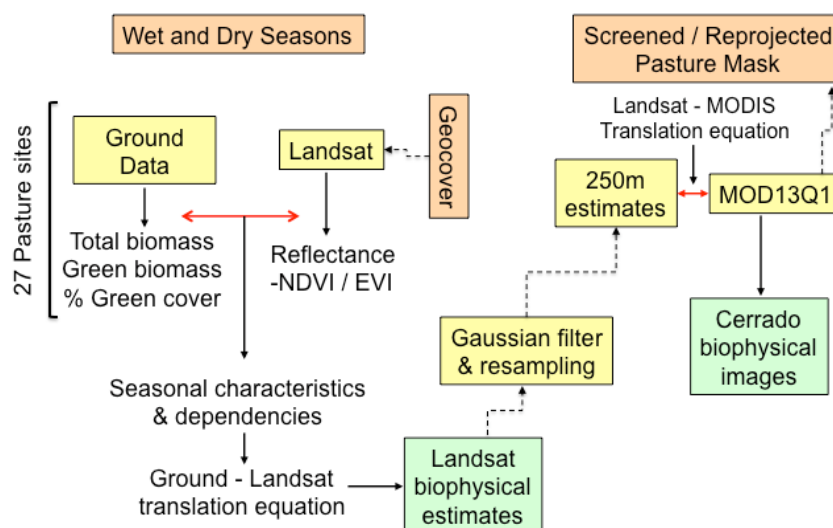 Wet and Dry Seasons
Screened / Reprojected
Pasture Mask
27 Pasture sites
Ground
Data
Landsat
Geocover
Total biomass
Green biomass
% Green cover
Reflectance
-NDVI / EVI
Seasonal characteristics
& dependencies
Ground - Landsat
translation equation
Landsat
biophysical
estimates
Gaussian filter
& resampling
250m
estimates
Landsat - MODIS
Translation equation
MOD13Q1
Cerrado
biophysical
images